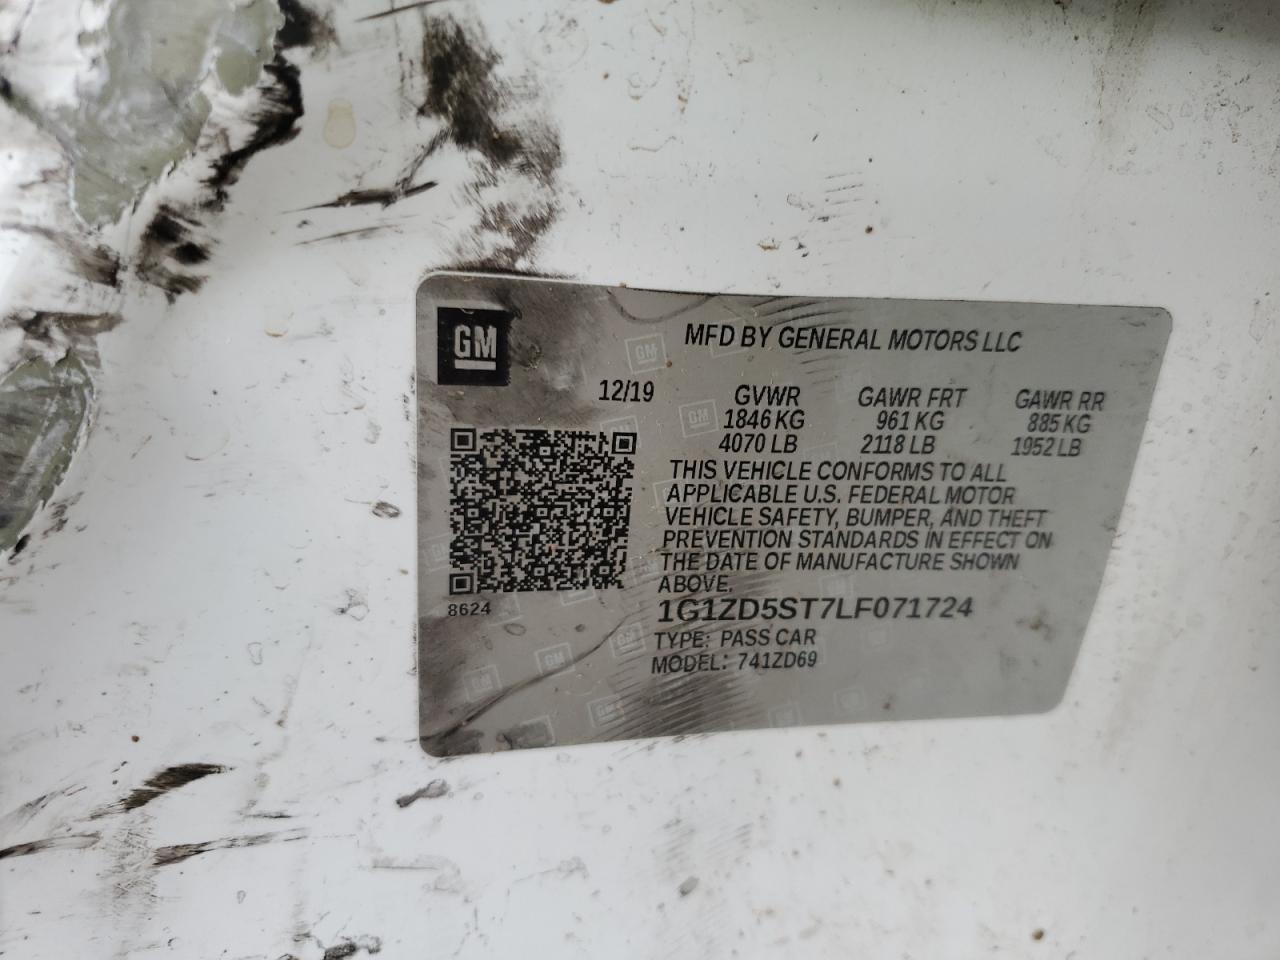 GM
MFD BY GENERAL MOTORS LLC
12/19 GVWR GAWR FRT GAWR RR
1846 KG 961 KG 885 KG
4070 LB 2118 LB 1952 LB
THIS VEHICLE CONFORMS TO ALL
APPLICABLE U.S. FEDERAL MOTOR
VEHICLE SAFETY, BUMPER, AND THEFT
PREVENTION STANDARDS IN EFFECT ON
THE DATE OF MANUFACTURE SHOWN
ABOVE.
8624
1G1ZD5ST7LF071724
TYPE: PASS CAR
MODEL: 741ZD69